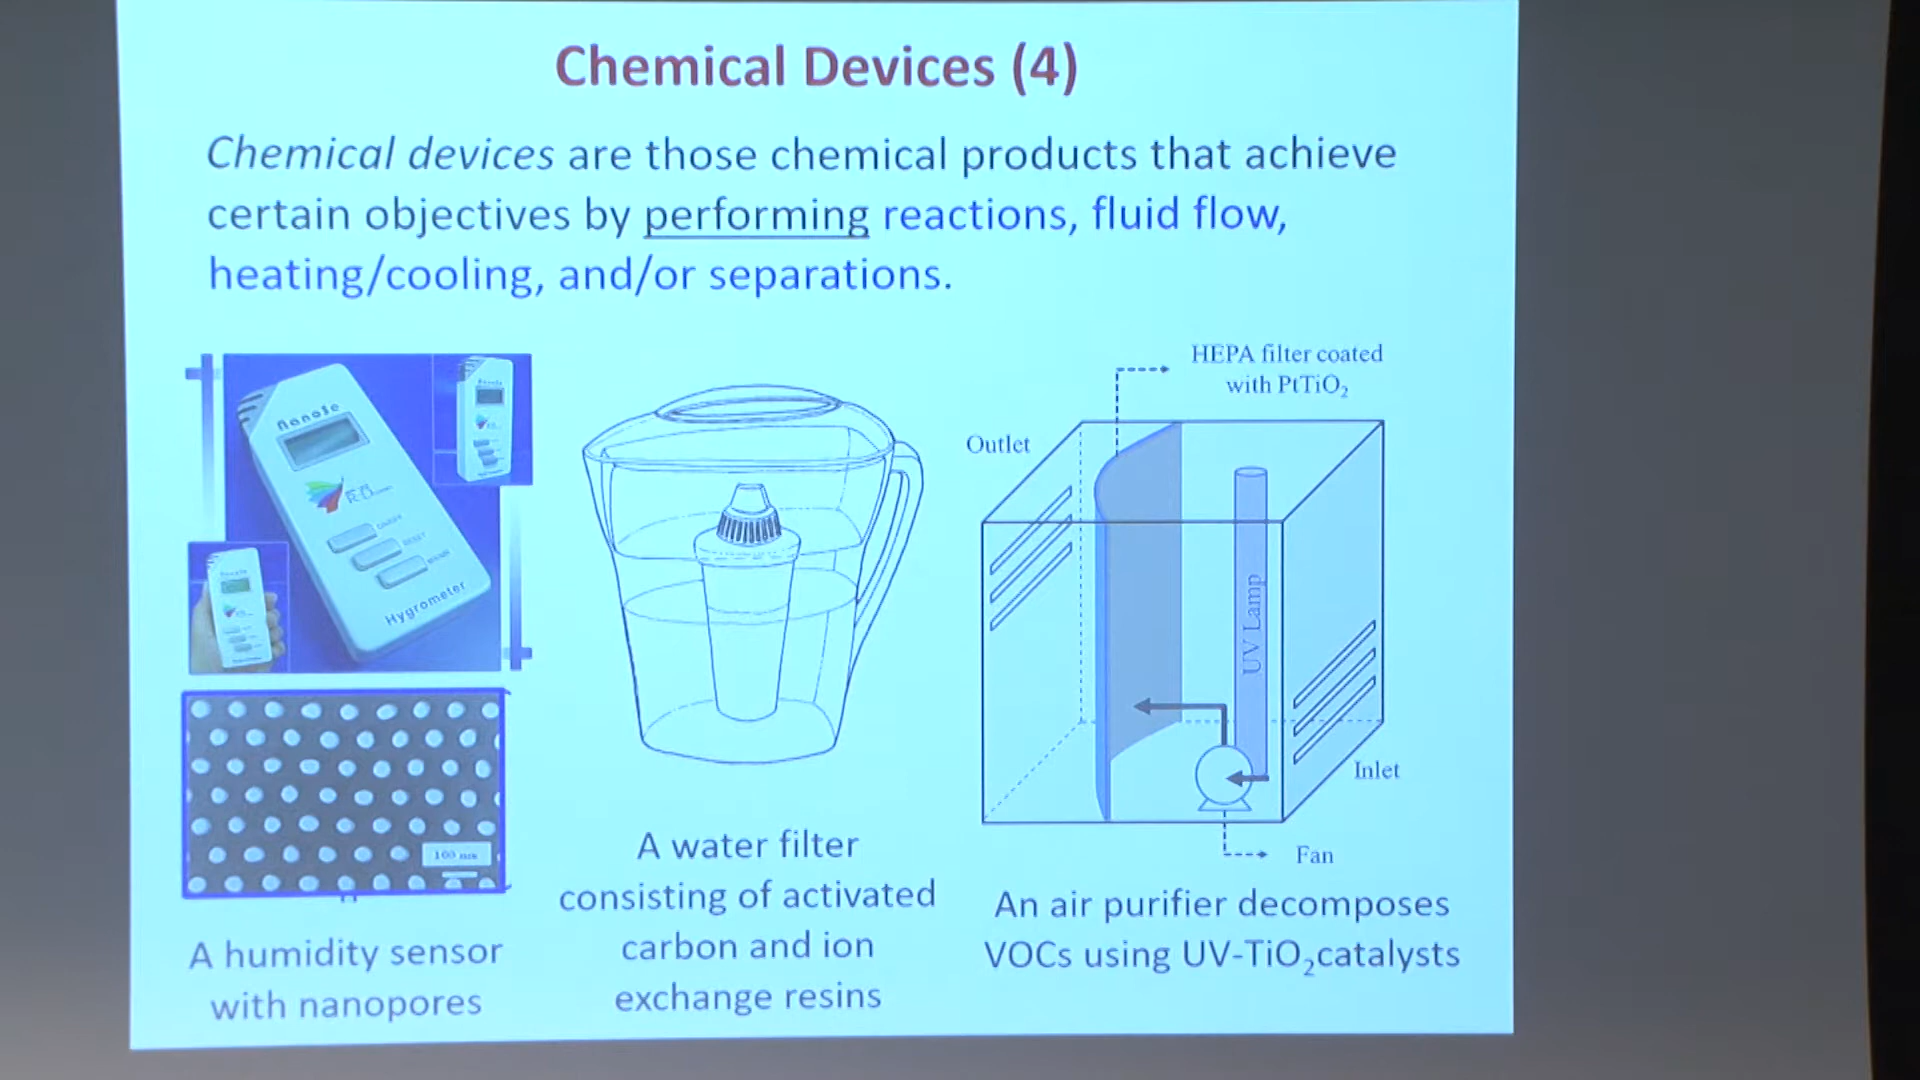 Chemical Devices (4)
Chemical devices are those chemical products that achieve
certain objectives by performing reactions, fluid flow,
heating/cooling, and/or separations.
Nanose
ON/OFF
RESET
Hygrometer
100 nm
A humidity sensor
with nanopores
A water filter
consisting of activated
carbon and ion
exchange resins
HEPA filter coated
with PtTiO₂
Outlet
UV Lamp
Inlet
Fan
An air purifier decomposes
VOCs using UV-TiO₂catalysts